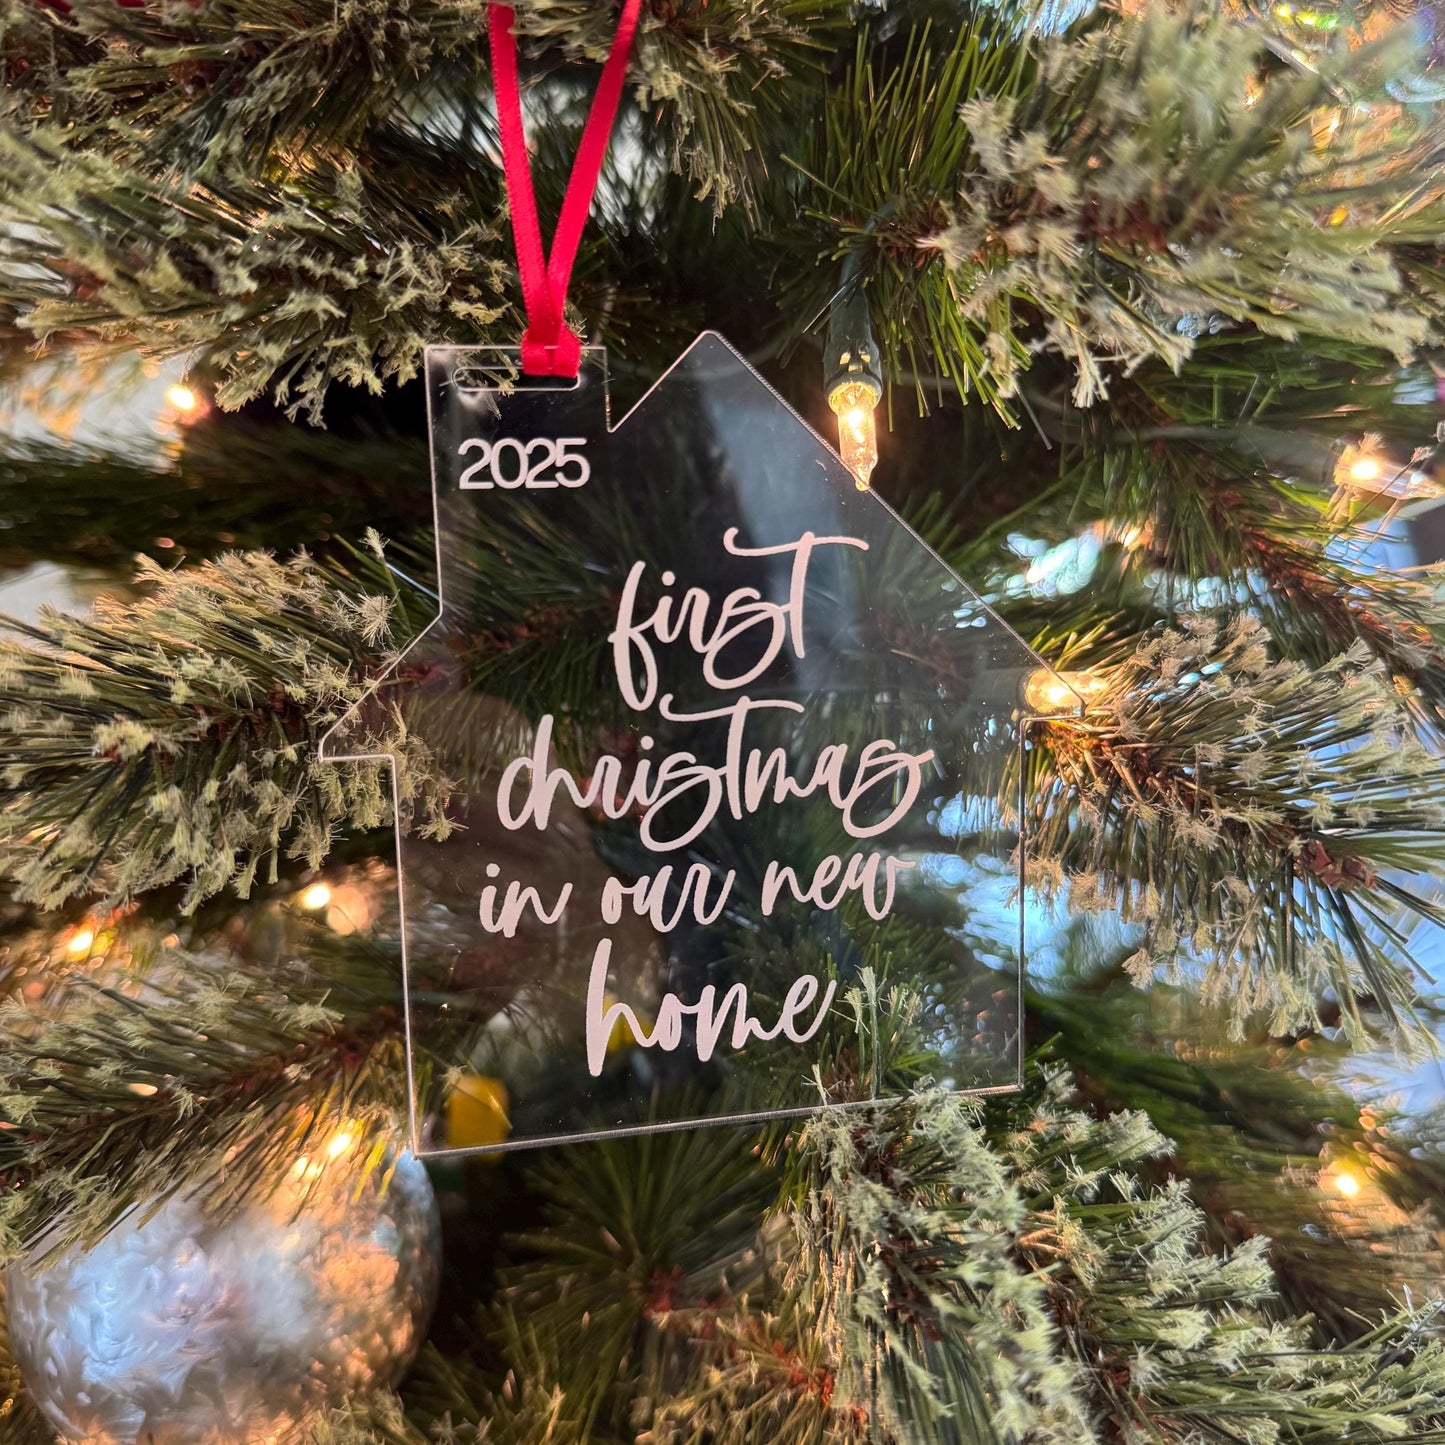 2025
first
christmas
in our new
home